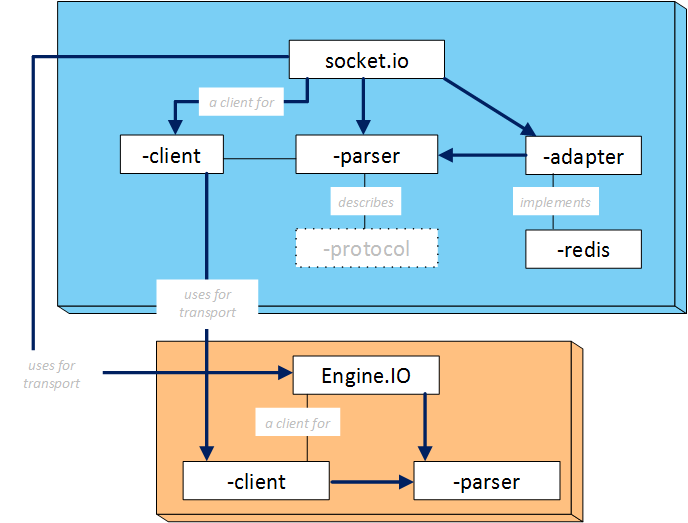 socket.io
a client for
-client
-parser
-adapter
describes
implements
-protocol
-redis
uses for
transport
uses for
transport
Engine.IO
a client for
-client
-parser